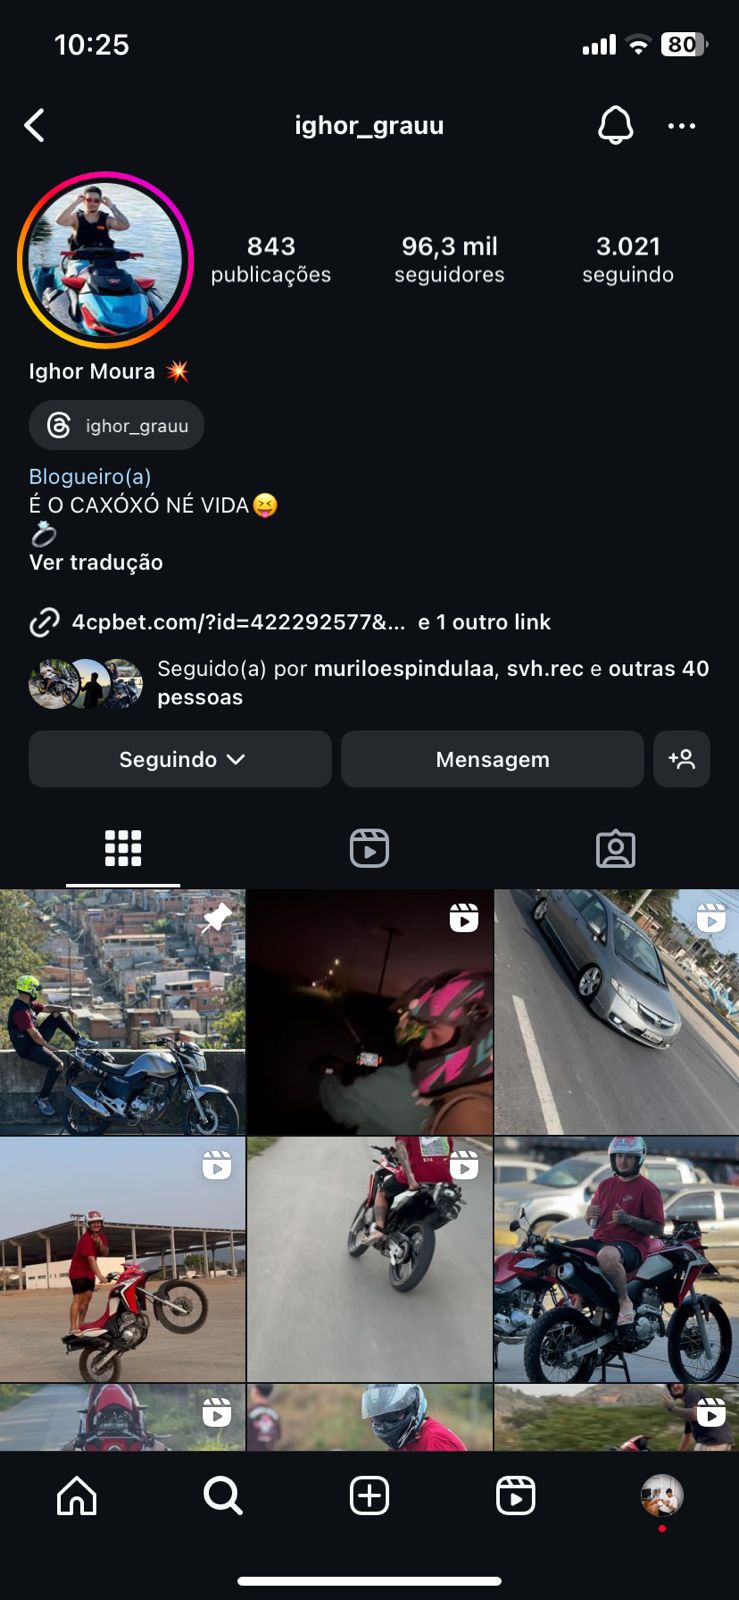 10:25
80
ighor_grauu
843
publicações
96,3 mil
seguidores
3.021
seguindo
Ighor Moura 💥
ighor_grauu
Blogueiro(a)
É O CAXÓXÓ NÉ VIDA😝
💍
Ver tradução
4cpbet.com/?id=422292577&... e 1 outro link
Seguido(a) por muriloespindulaa, svh.rec e outras 40
pessoas
Seguindo
Mensagem